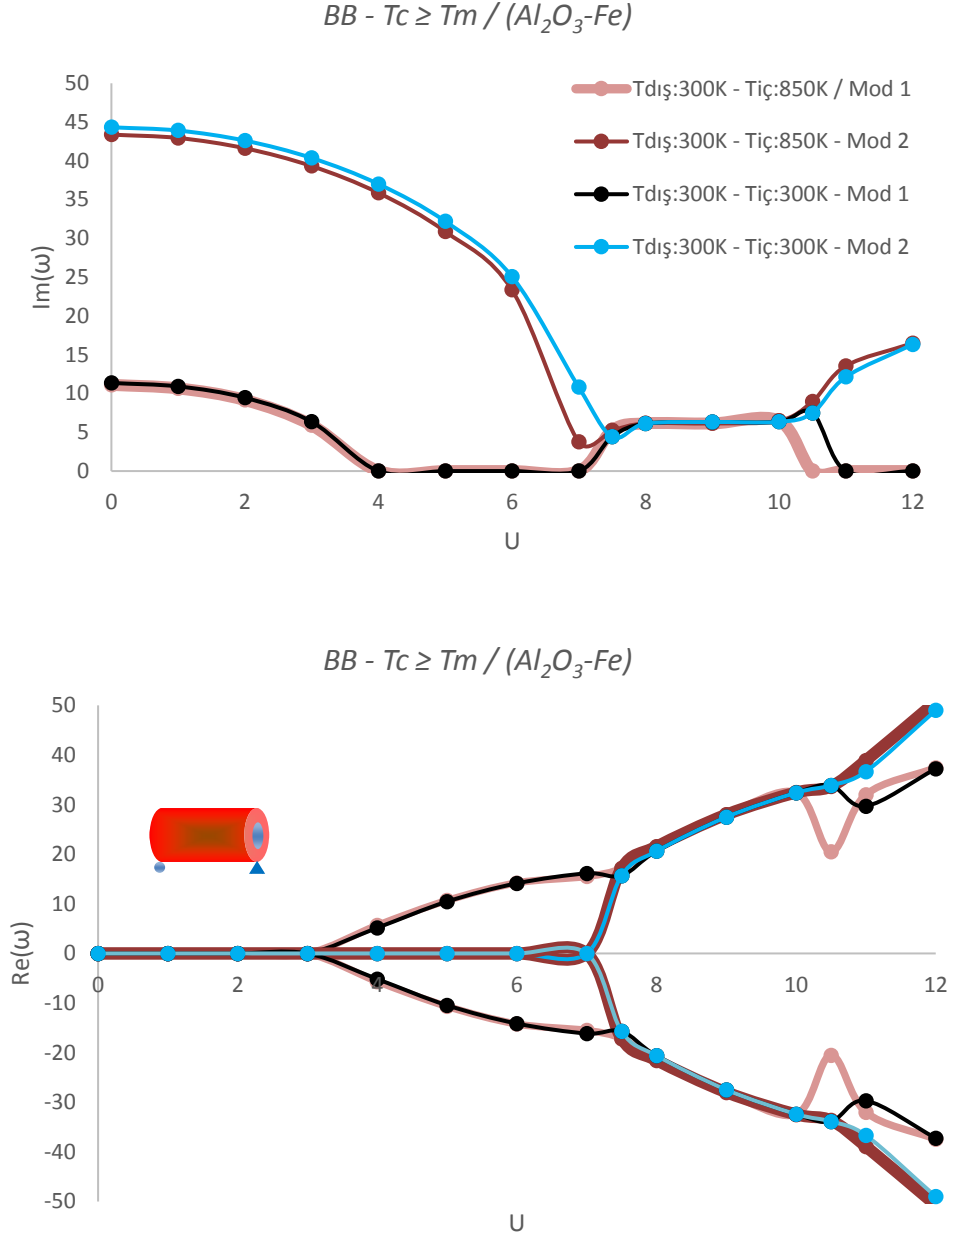 BB - Tc ≥ Tm / (Al₂O₃-Fe)
50
45
40
35
30
25
20
15
10
5
0
Im(ω)
Tdış:300K - Tiç:850K / Mod 1
Tdış:300K - Tiç:850K - Mod 2
Tdış:300K - Tiç:300K - Mod 1
Tdış:300K - Tiç:300K - Mod 2
0 2 4 6 8 10 12
U
BB - Tc ≥ Tm / (Al₂O₃-Fe)
50
40
30
20
10
0
-10
-20
-30
-40
-50
Re(ω)
0 2 4 6 8 10 12
U